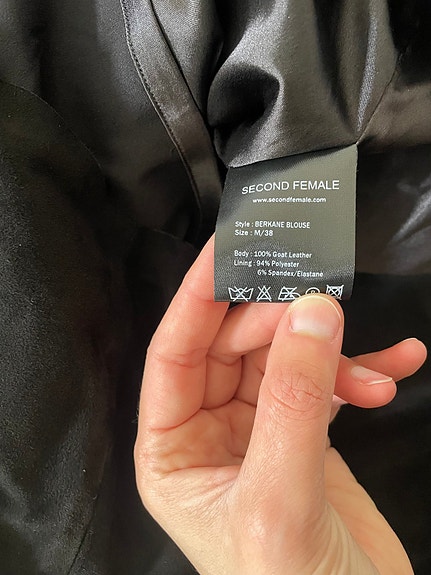 SECOND FEMALE
www.secondfemale.com
Style : BERKANE BLOUSE
Size : M/38
Body : 100% Goat Leather
Lining : 94% Polyester
6% Spandex/Elastane